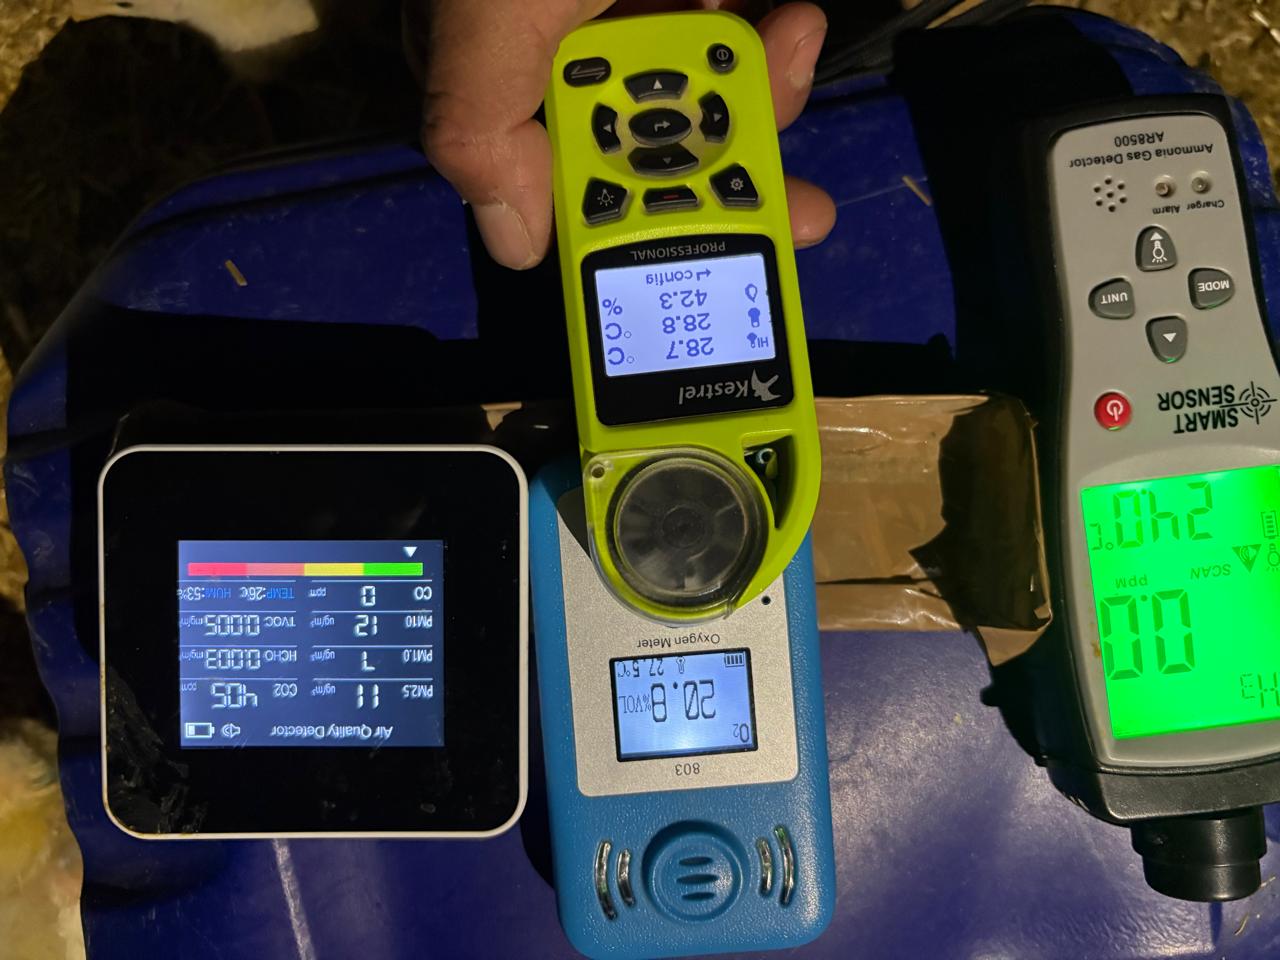 H3
0.0
SCAN ppm
24.0°C
SMART
SENSOR
UNIT
MODE
Charger Alarm
Ammonia Gas Detector
AR8500
803
O2
20.8 %VOL
27.5°C
Oxygen Meter
Kestrel
28.7 °C
28.8 °C
42.3 %
config
PROFESSIONAL
Air Quality Detector
PM2.5 11 ug/m³ CO2 405 ppm
PM1.0 7 ug/m³ HCHO 0.003 mg/m³
PM10 12 ug/m³ TVOC 0.005 mg/m³
CO 0 ppm TEMP:26c HUMI:53%